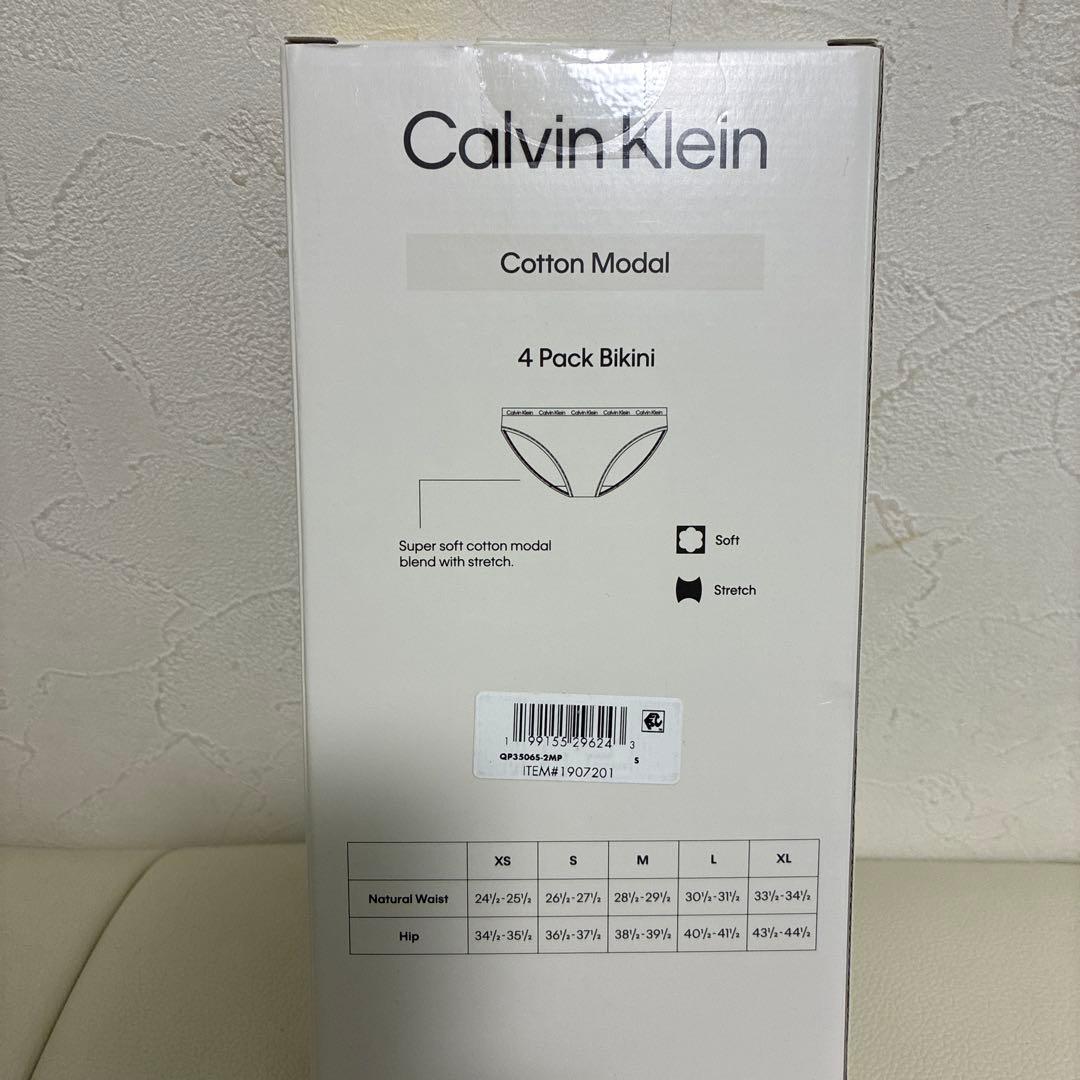 Calvin Klein
Cotton Modal
4 Pack Bikini
Calvin Klein Calvin Klein Calvin Klein Calvin Klein Calvin Klein
Super soft cotton modal
blend with stretch.
Soft
Stretch
1 99155 29624 3
QP3506S-2MP S
ITEM#1907201
XS S M L XL
Natural Waist 24½-25½ 26½-27½ 28½-29½ 30½-31½ 33½-34½
Hip 34½-35½ 36½-37½ 38½-39½ 40½-41½ 43½-44½